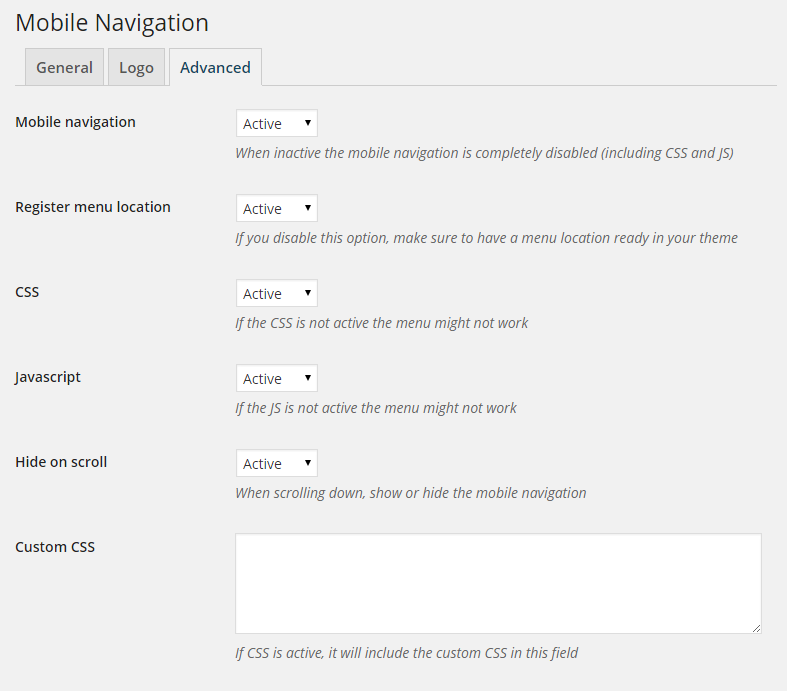 Mobile Navigation
General Logo Advanced
Mobile navigation Active
When inactive the mobile navigation is completely disabled (including CSS and JS)
Register menu location Active
If you disable this option, make sure to have a menu location ready in your theme
CSS Active
If the CSS is not active the menu might not work
Javascript Active
If the JS is not active the menu might not work
Hide on scroll Active
When scrolling down, show or hide the mobile navigation
Custom CSS
If CSS is active, it will include the custom CSS in this field